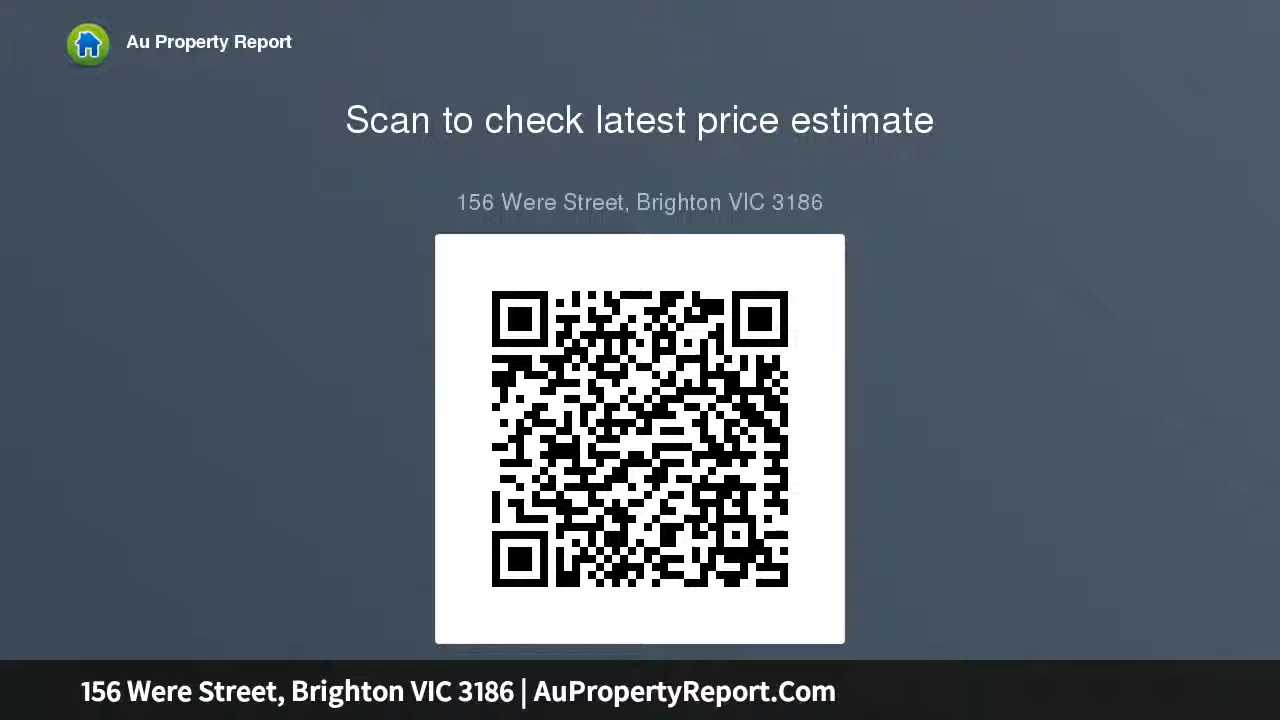 Au Property Report
Scan to check latest price estimate
156 Were Street, Brighton VIC 3186
156 Were Street, Brighton VIC 3186 | AuPropertyReport.Com